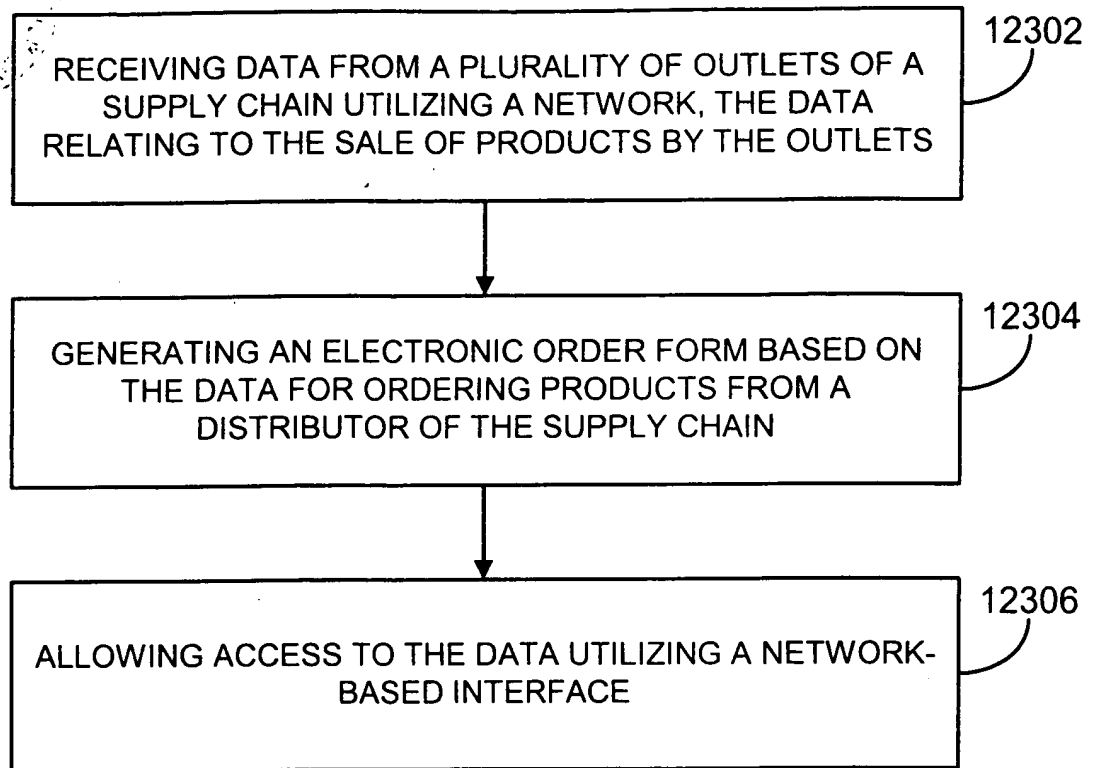 12302
RECEIVING DATA FROM A PLURALITY OF OUTLETS OF A
SUPPLY CHAIN UTILIZING A NETWORK, THE DATA
RELATING TO THE SALE OF PRODUCTS BY THE OUTLETS
12304
GENERATING AN ELECTRONIC ORDER FORM BASED ON
THE DATA FOR ORDERING PRODUCTS FROM A
DISTRIBUTOR OF THE SUPPLY CHAIN
12306
ALLOWING ACCESS TO THE DATA UTILIZING A NETWORK-
BASED INTERFACE